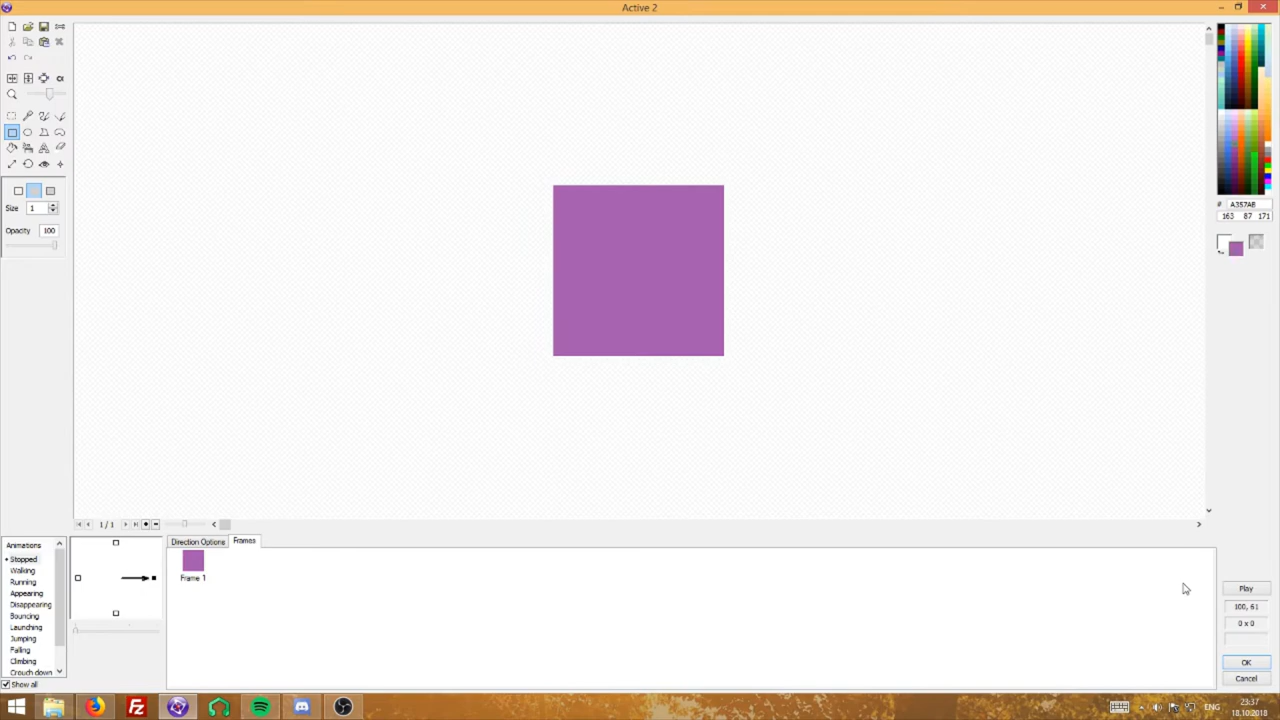 Active 2
Size 1
Opacity 100
# A357AB
163 87 171
1 / 1
Animations
Stopped
Walking
Running
Appearing
Disappearing
Bouncing
Launching
Jumping
Falling
Climbing
Crouch down
Show all
Direction Options
Frames
Frame 1
Play
100, 61
0 x 0
OK
Cancel
Fz
ENG
23:37
18.10.2018